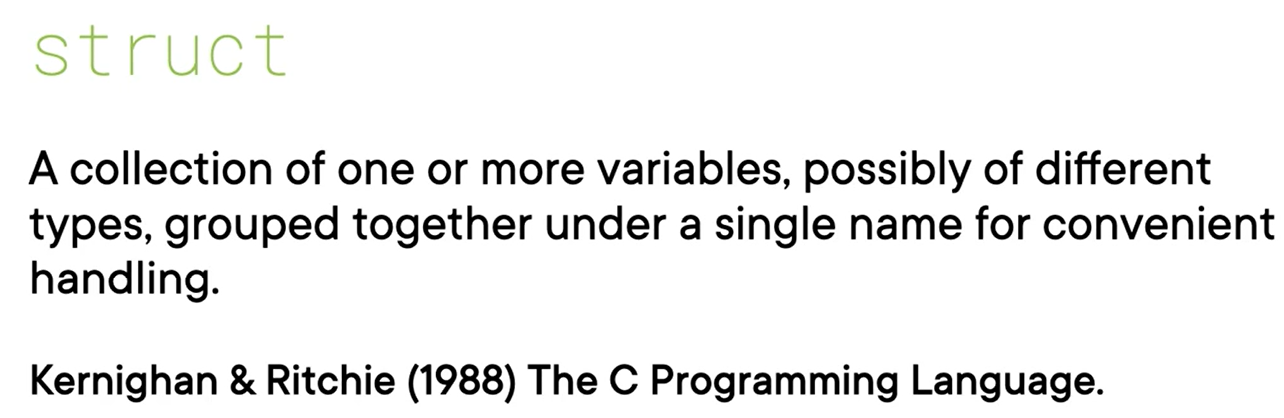 struct
A collection of one or more variables, possibly of different
types, grouped together under a single name for convenient
handling.
Kernighan & Ritchie (1988) The C Programming Language.